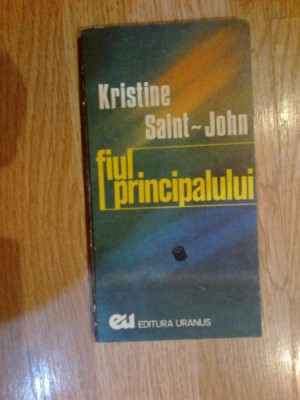 Kristine
Saint~John
fiul
principalului
eu EDITURA URANUS